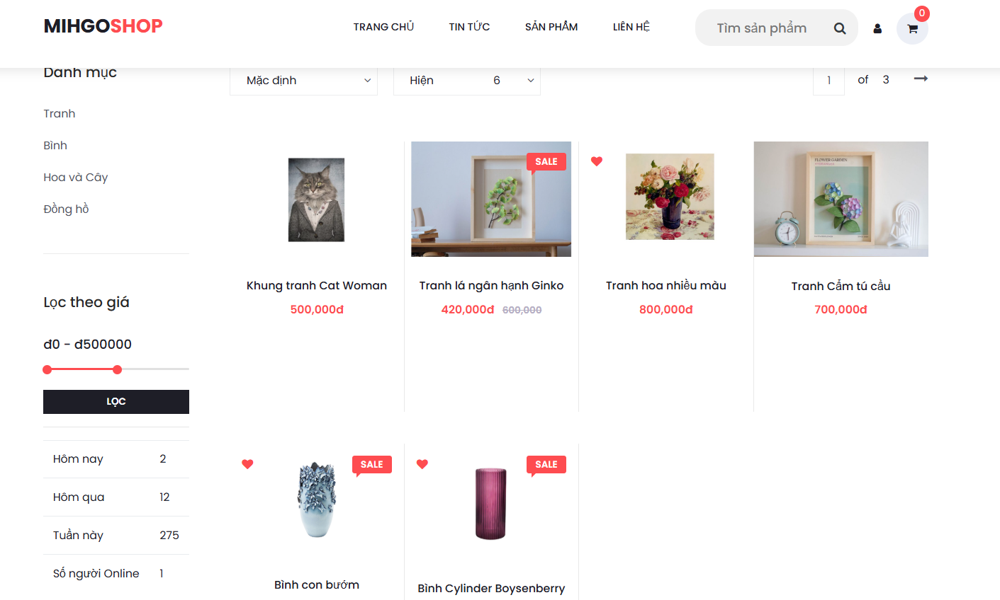 MIHGOSHOP
TRANG CHỦ
TIN TỨC
SẢN PHẨM
LIÊN HỆ
Tìm sản phẩm
0
Danh mục
Tranh
Bình
Hoa và Cây
Đồng hồ
Lọc theo giá
đ0 - đ500000
LỌC
Hôm nay 2
Hôm qua 12
Tuần này 275
Số người Online 1
Mặc định
Hiện 6
1 of 3
Khung tranh Cat Woman
500,000đ
SALE
Tranh lá ngân hạnh Ginko
420,000đ 600,000
Tranh hoa nhiều màu
800,000đ
FLOWER GARDEN
Tranh Cẩm tú cầu
700,000đ
SALE
Bình con bướm
SALE
Bình Cylinder Boysenberry